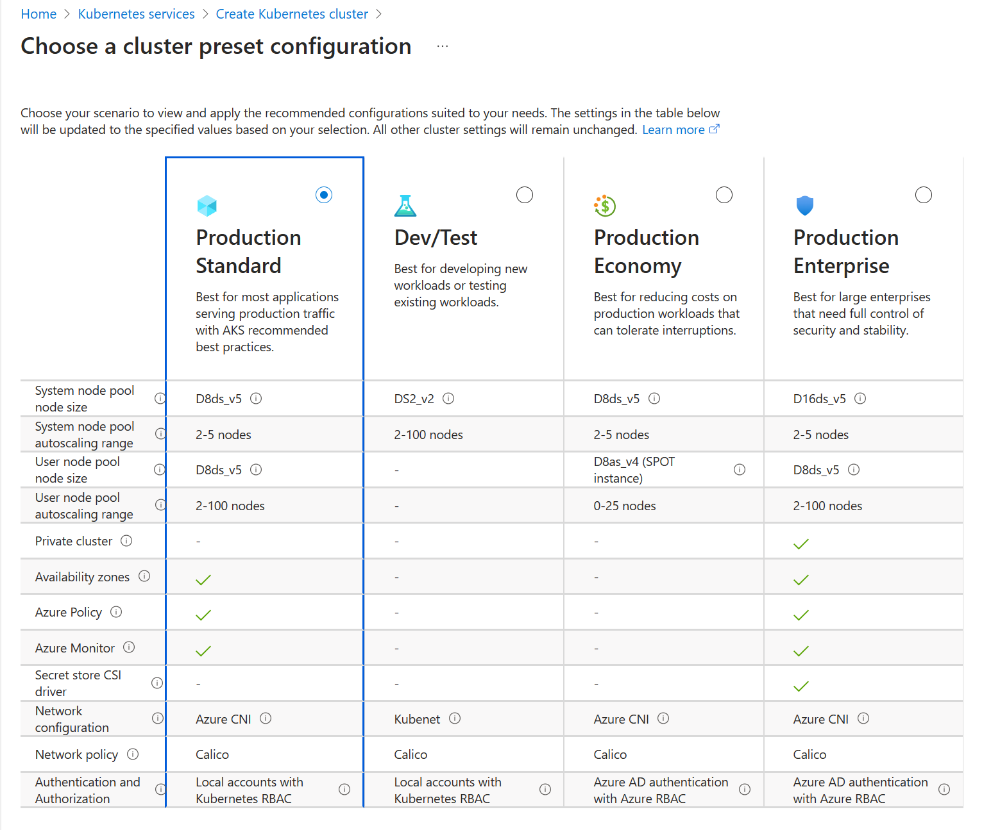 Home > Kubernetes services > Create Kubernetes cluster >
Choose a cluster preset configuration ...
Choose your scenario to view and apply the recommended configurations suited to your needs. The settings in the table below
will be updated to the specified values based on your selection. All other cluster settings will remain unchanged. Learn more
Production
Standard
Best for most applications
serving production traffic
with AKS recommended
best practices.
Dev/Test
Best for developing new
workloads or testing
existing workloads.
Production
Economy
Best for reducing costs on
production workloads that
can tolerate interruptions.
Production
Enterprise
Best for large enterprises
that need full control of
security and stability.
System node pool
node size
D8ds_v5
DS2_v2
D8ds_v5
D16ds_v5
System node pool
autoscaling range
2-5 nodes
2-100 nodes
2-5 nodes
2-5 nodes
User node pool
node size
D8ds_v5
-
D8as_v4 (SPOT
instance)
D8ds_v5
User node pool
autoscaling range
2-100 nodes
-
0-25 nodes
2-100 nodes
Private cluster
-
-
-
Availability zones
-
-
Azure Policy
-
-
Azure Monitor
-
-
Secret store CSI
driver
-
-
-
Network
configuration
Azure CNI
Kubenet
Azure CNI
Azure CNI
Network policy
Calico
Calico
Calico
Calico
Authentication and
Authorization
Local accounts with
Kubernetes RBAC
Local accounts with
Kubernetes RBAC
Azure AD authentication
with Azure RBAC
Azure AD authentication
with Azure RBAC